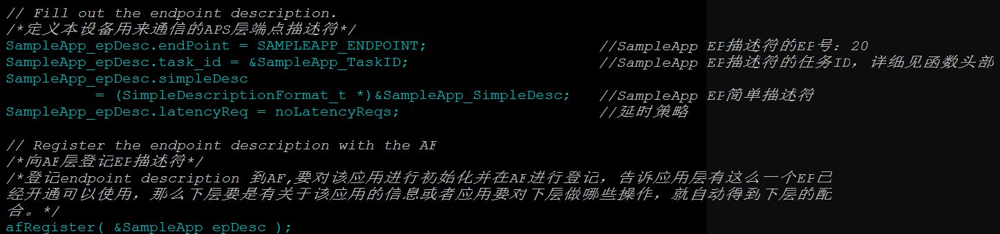 // Fill out the endpoint description.
/*定义本设备用来通信的APS层端点描述符*/
SampleApp_epDesc.endPoint = SAMPLEAPP_ENDPOINT; //SampleApp EP描述符的EP号：20
SampleApp_epDesc.task_id = &SampleApp_TaskID; //SampleApp EP描述符的任务ID，详细见函数头部
SampleApp_epDesc.simpleDesc
= (SimpleDescriptionFormat_t *)&SampleApp_SimpleDesc; //SampleApp EP简单描述符
SampleApp_epDesc.latencyReq = noLatencyReqs; //延时策略
// Register the endpoint description with the AF
/*向AF层登记EP描述符*/
/*登记endpoint description 到AF,要对该应用进行初始化并在AF进行登记，告诉应用层有这么一个EP已
经开通可以使用，那么下层要是有关于该应用的信息或者应用要对下层做哪些操作，就自动得到下层的配
合。*/
afRegister( &SampleApp_epDesc );